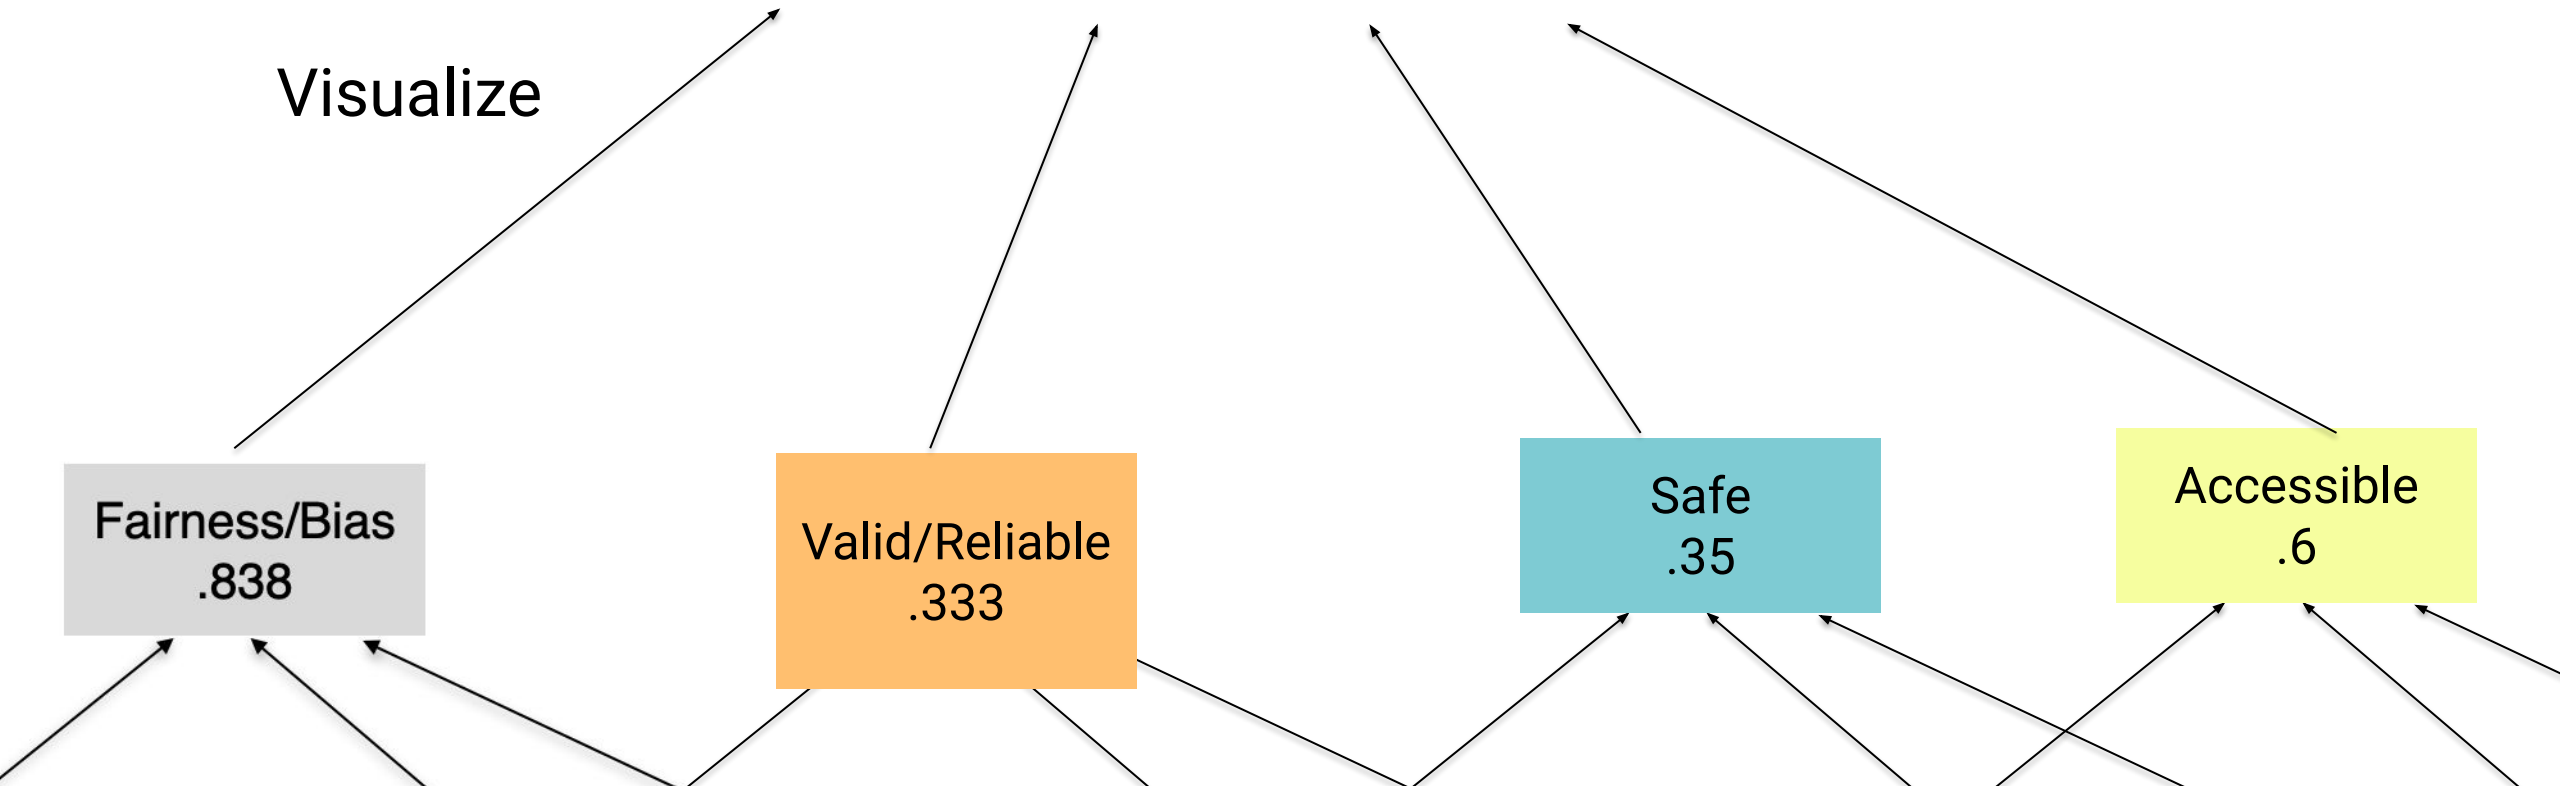 Visualize
Fairness/Bias
.838
Valid/Reliable
.333
Safe
.35
Accessible
.6